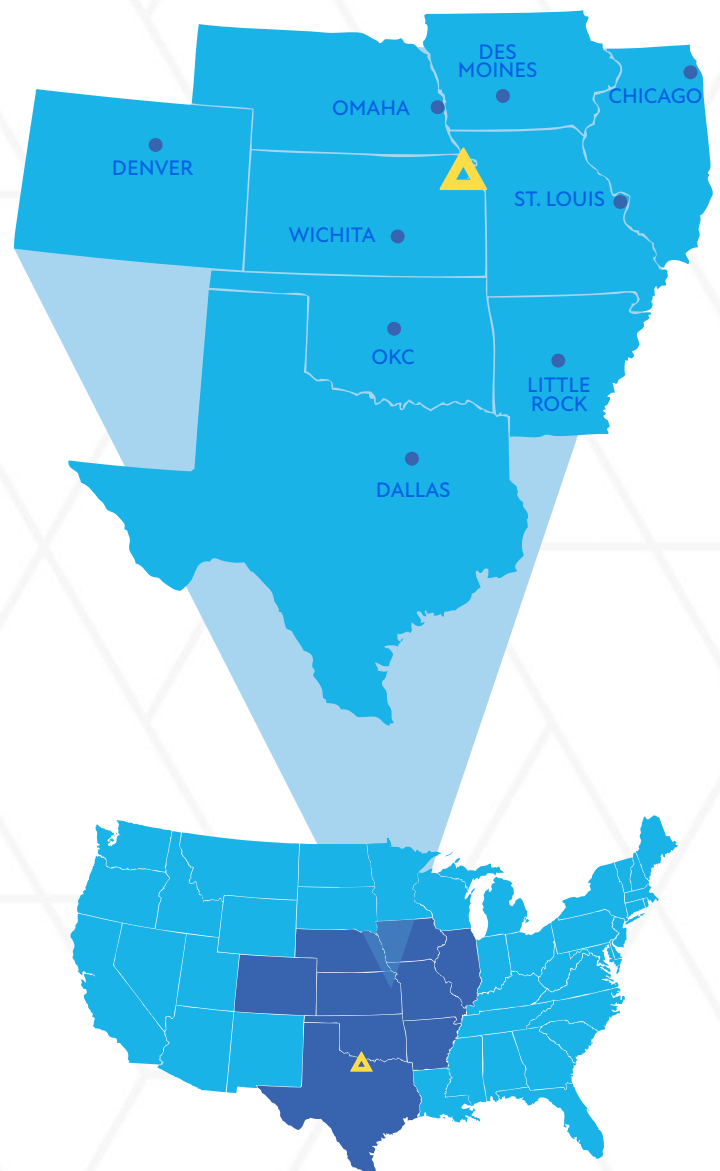 DES
MOINES
CHICAGO
OMAHA
DENVER
ST. LOUIS
WICHITA
OKC
LITTLE
ROCK
DALLAS